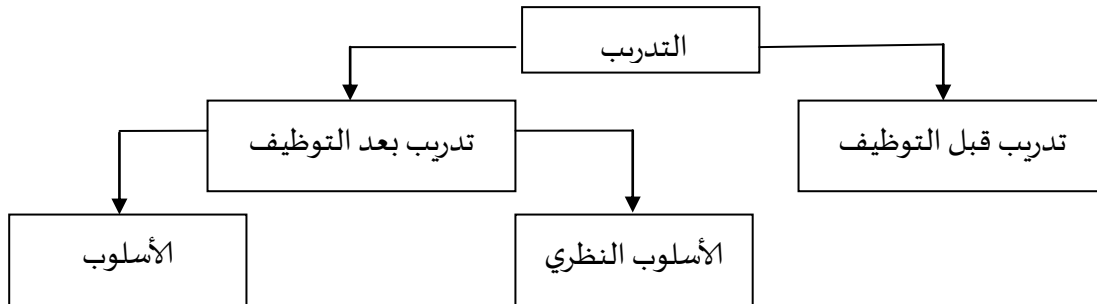 التدريب
تدريب قبل التوظيف
تدريب بعد التوظيف
الأسلوب النظري
الأسلوب